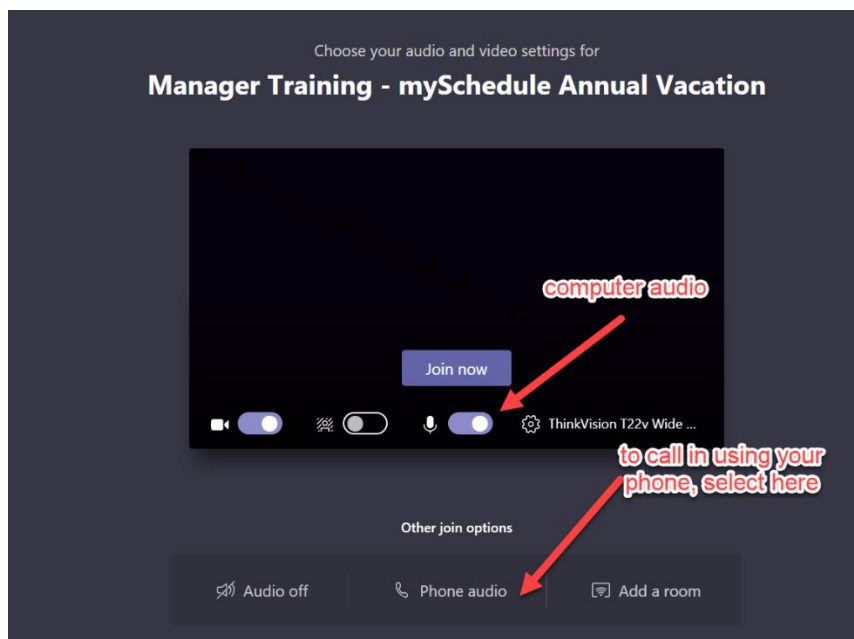 Choose your audio and video settings for
Manager Training - mySchedule Annual Vacation
computer audio
Join now
ThinkVision T22v Wide ...
to call in using your
phone, select here
Other join options
Audio off
Phone audio
Add a room